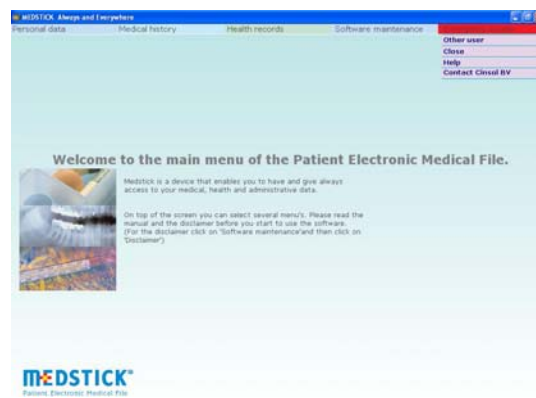 MEDSTICK Always and Everywhere
Personal data Medical history Health records Software maintenance
Other user
Close
Help
Contact Cinsol BV
Welcome to the main menu of the Patient Electronic Medical File.
Medstick is a device that enables you to have and give always
access to your medical, health and administrative data.
On top of the screen you can select several menu's. Please read the
manual and the disclaimer before you start to use the software.
(For the disclaimer click on 'Software maintenance'and then click on
'Disclaimer')
MEDSTICK
Patient Electronic Medical File